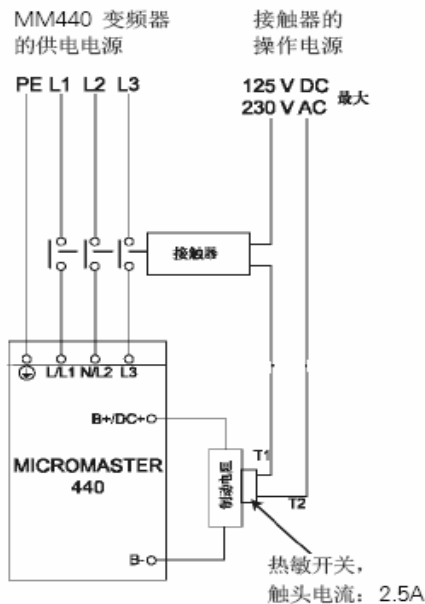 MM440 变频器
的供电电源
接触器的
操作电源
PE L1 L2 L3
125 V DC
230 V AC
最大
接触器
L/L1 N/L2 L3
B+/DC+
MICROMASTER
440
制动电阻
T1
T2
B-
热敏开关，
触头电流：2.5A